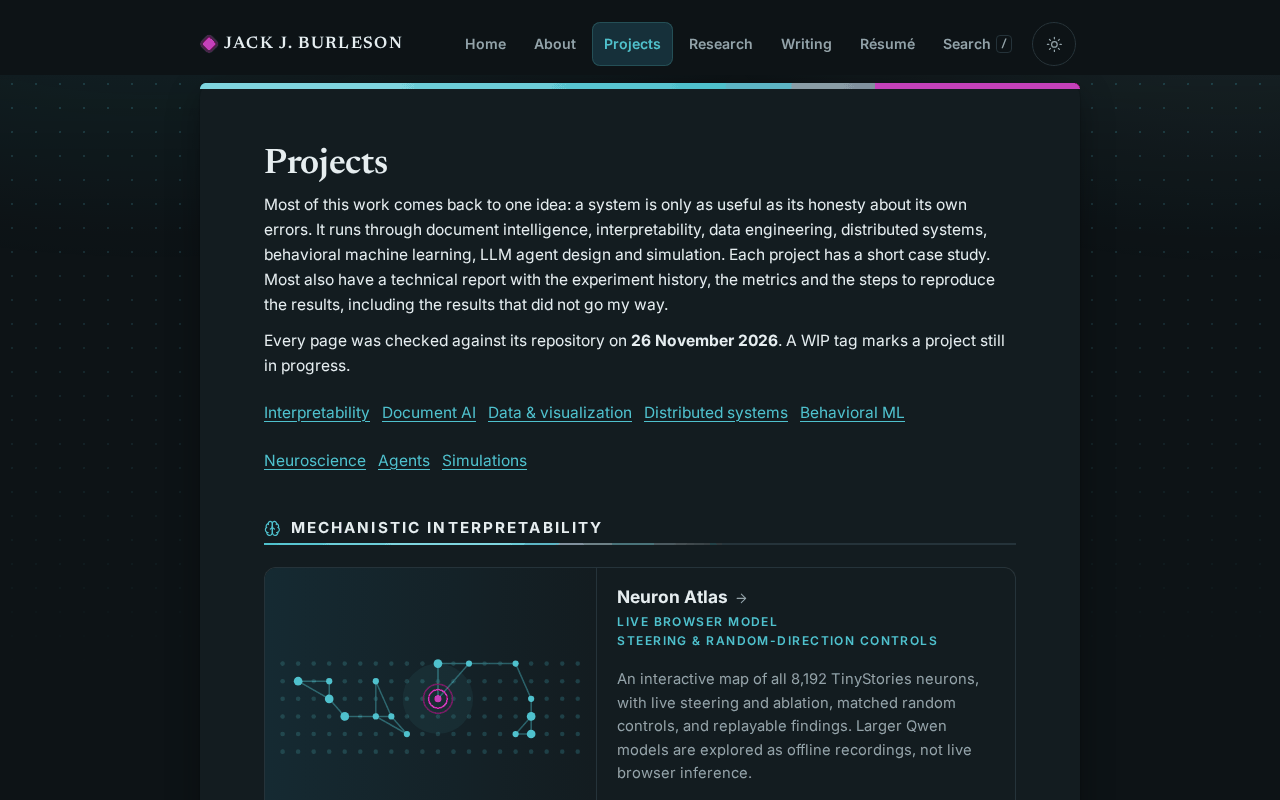 JACK J. BURLESON
Home About Projects Research Writing Résumé Search /
Projects
Most of this work comes back to one idea: a system is only as useful as its honesty about its own
errors. It runs through document intelligence, interpretability, data engineering, distributed systems,
behavioral machine learning, LLM agent design and simulation. Each project has a short case study.
Most also have a technical report with the experiment history, the metrics and the steps to reproduce
the results, including the results that did not go my way.
Every page was checked against its repository on 26 November 2026. A WIP tag marks a project still
in progress.
Interpretability Document AI Data & visualization Distributed systems Behavioral ML
Neuroscience Agents Simulations
MECHANISTIC INTERPRETABILITY
Neuron Atlas →
LIVE BROWSER MODEL
STEERING & RANDOM-DIRECTION CONTROLS
An interactive map of all 8,192 TinyStories neurons,
with live steering and ablation, matched random
controls, and replayable findings. Larger Qwen
models are explored as offline recordings, not live
browser inference.